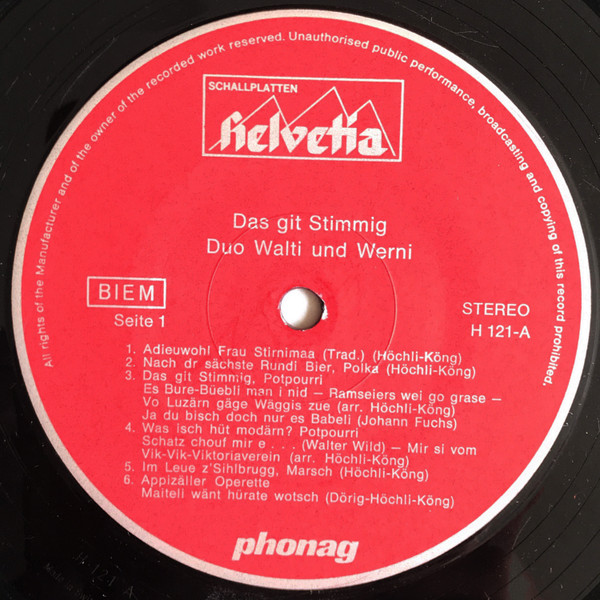 All rights of the Manufacturer and of the owner of the recorded work reserved. Unauthorised public performance, broadcasting and copying of this record prohibited.
SCHALLPLATTEN
Helvetia
Das git Stimmig
Duo Walti und Werni
BIEM
Seite 1
STEREO
H 121-A
1. Adieuwohl Frau Stirnimaa (Trad.) (Höchli-Kŏng)
2. Nach dr sächste Rundi Bier, Polka (Höchli-Kŏng)
3. Das git Stimmig, Potpourri
Es Bure-Büebli man i nid – Ramseiers wei go grase –
Vo Luzärn gäge Wäggis zue (arr. Höchli-Kŏng)
Ja du bisch doch nur es Babeli (Johann Fuchs)
4. Was isch hüt modärn? Potpourri
Schatz chouf mir e . . . (Walter Wild) – Mir si vom
Vik-Vik-Viktoriaverein (arr. Höchli-Kŏng)
5. Im Leue z'Sihlbrugg, Marsch (Höchli-Kŏng)
6. Appizäller Operette
Maiteli wänt hürate wotsch (Dörig-Höchli-Kŏng)
phonag